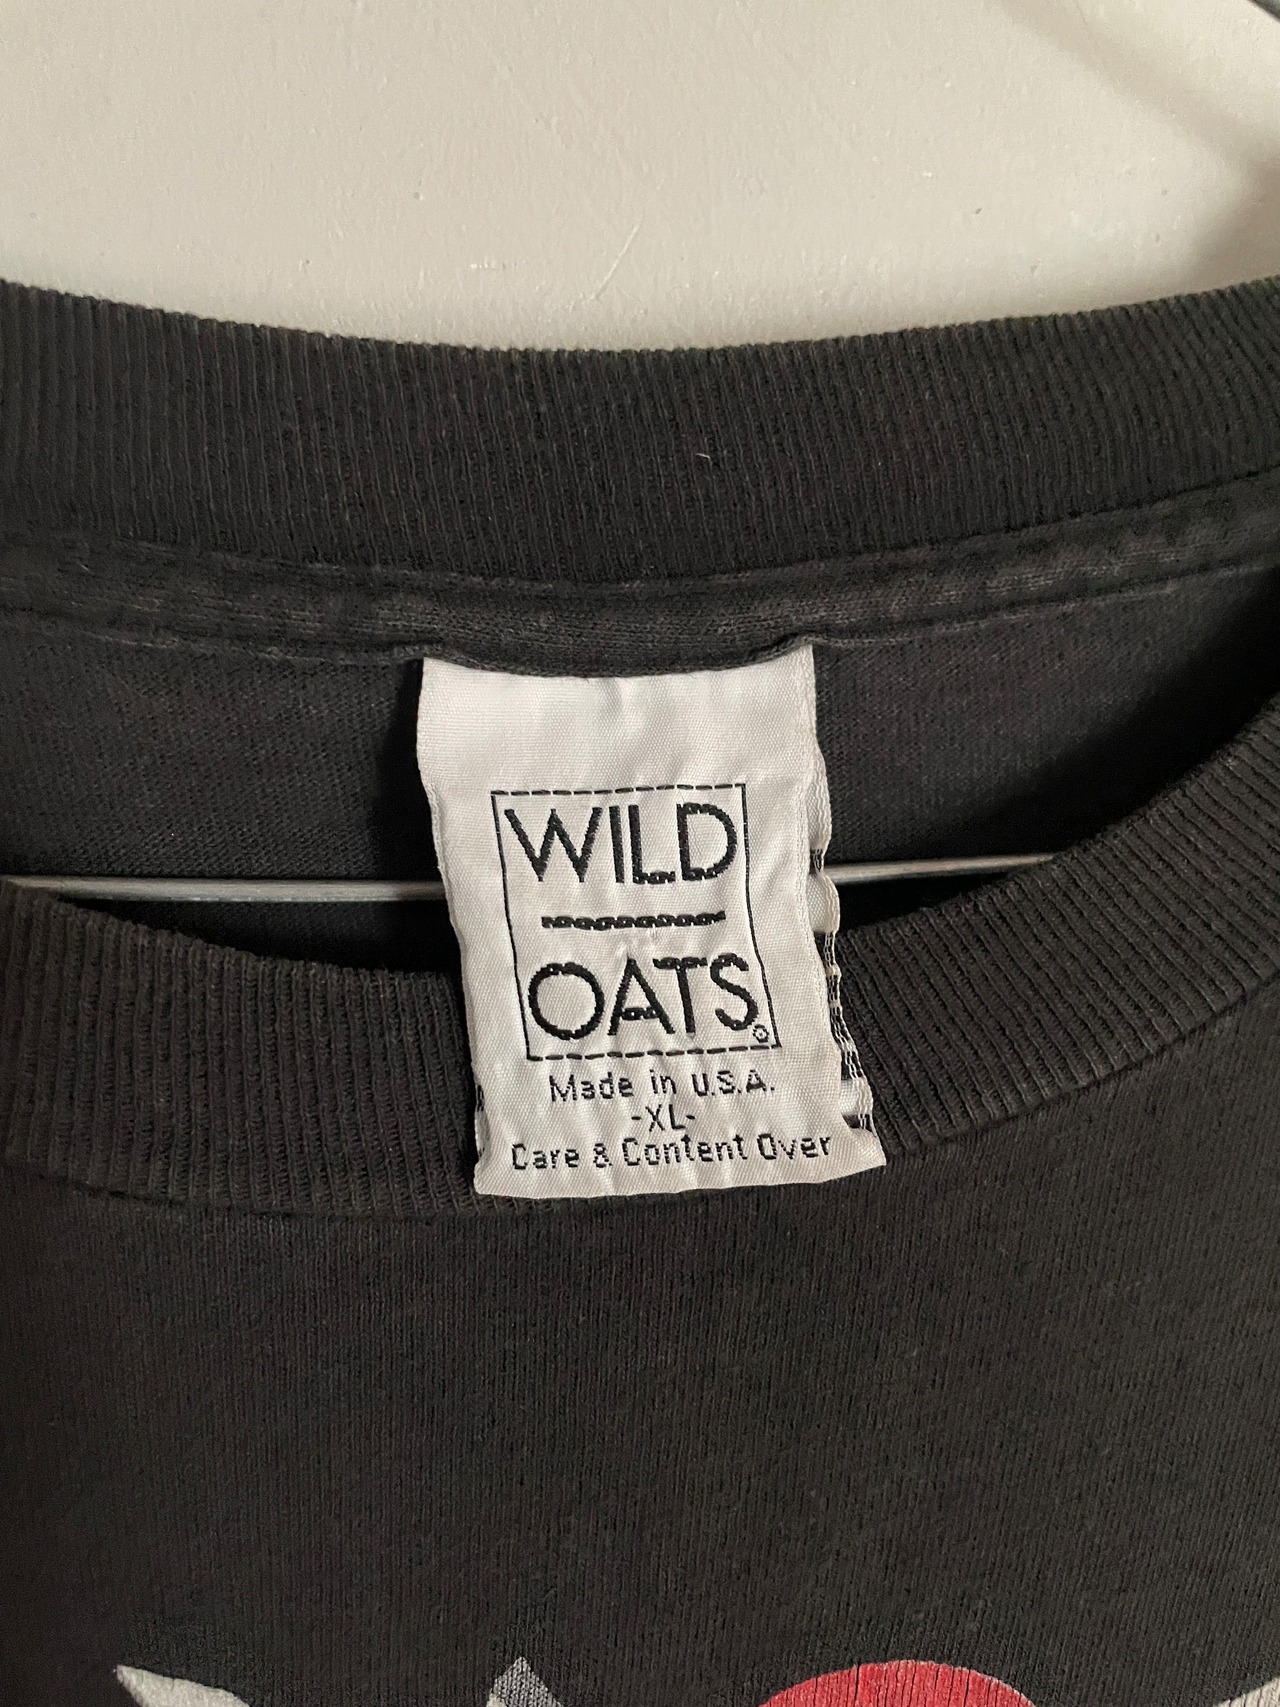 WILD
OATS®
Made in U.S.A.
-XL-
Care & Content Over